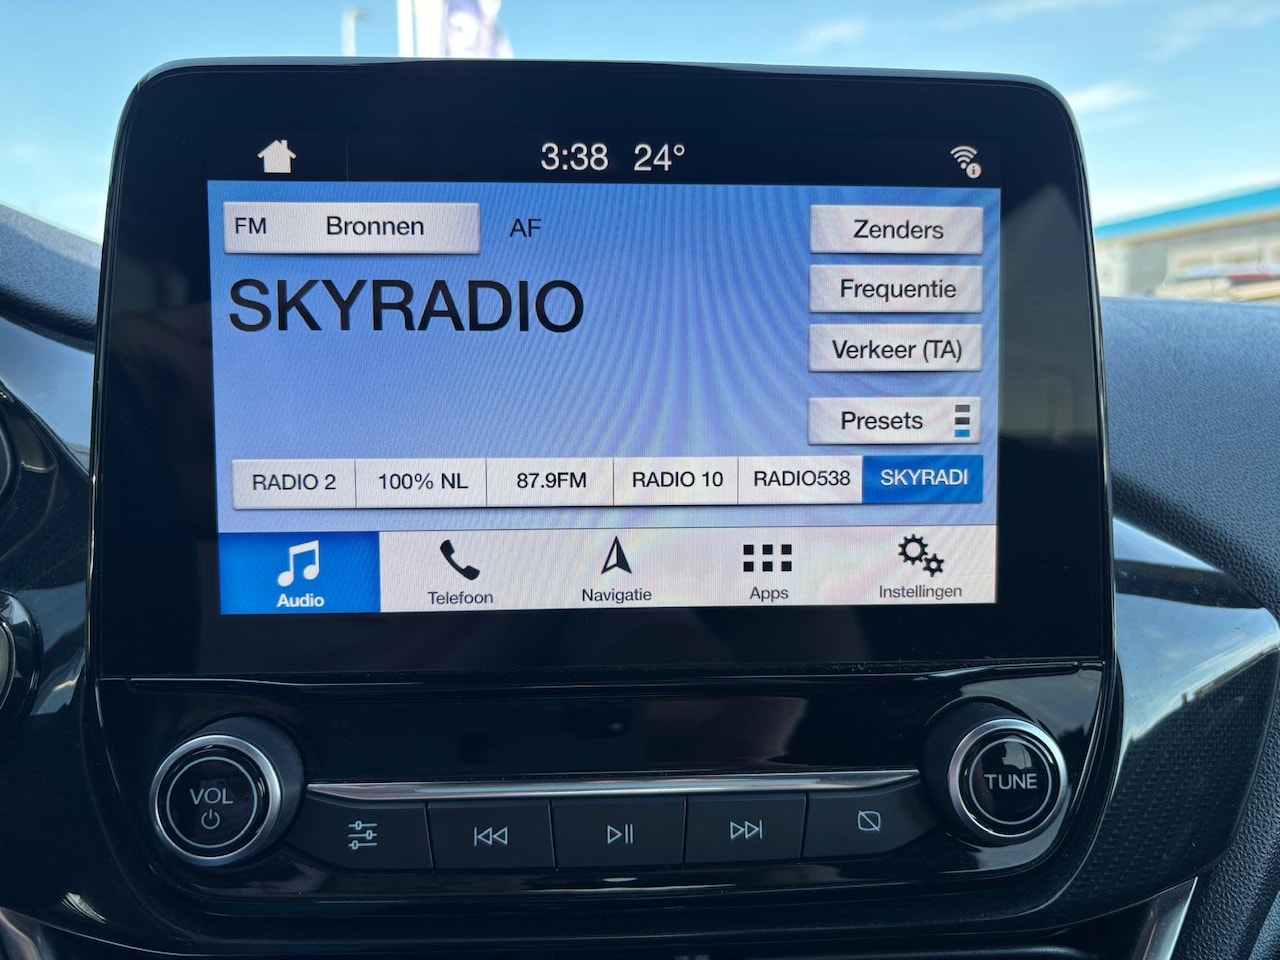 3:38 24°
FM Bronnen AF
Zenders
SKYRADIO
Frequentie
Verkeer (TA)
Presets
RADIO 2 100% NL 87.9FM RADIO 10 RADIO538 SKYRADI
Audio Telefoon Navigatie Apps Instellingen
VOL TUNE